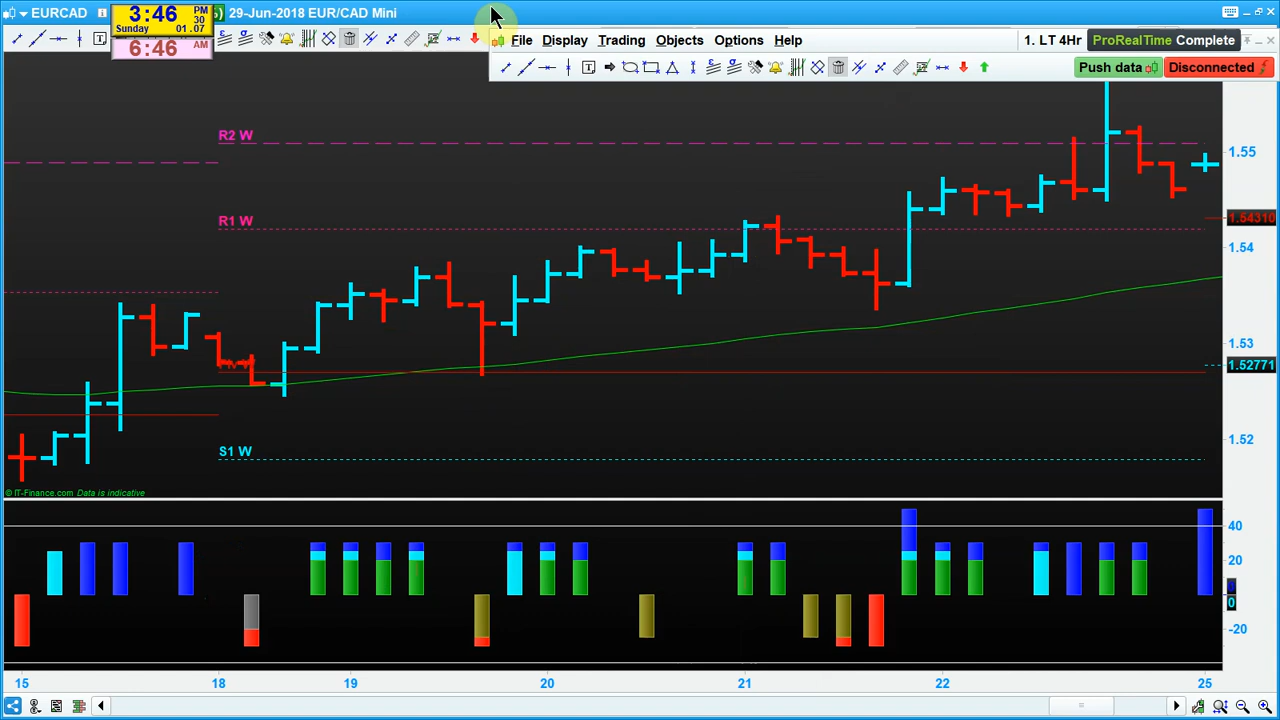 EURCAD
3:46 PM 30
Sunday 01.07
6:46 AM
) 29-Jun-2018 EUR/CAD Mini
File Display Trading Objects Options Help
1. LT 4Hr
ProRealTime Complete
Push data
Disconnected
R2 W
R1 W
S1 W
1.55
1.54310
1.54
1.53
1.52771
1.52
© IT-Finance.com Data is indicative
40
20
0
-20
15 18 19 20 21 22 25